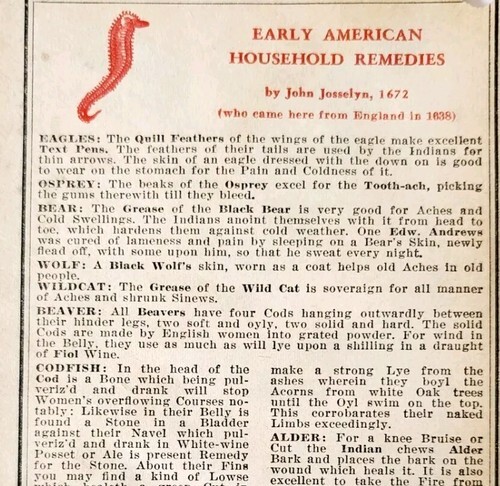 EARLY AMERICAN
HOUSEHOLD REMEDIES
by John Josselyn, 1672
(who came here from England in 1638)
EAGLES: The Quill Feathers of the wings of the eagle make excellent
Text Pens. The feathers of their tails are used by the Indians for
thin arrows. The skin of an eagle dressed with the down on is good
to wear on the stomach for the Pain and Coldness of it.
OSPREY: The beaks of the Osprey excel for the Tooth-ach, picking
the gums therewith till they bleed.
BEAR: The Grease of the Black Bear is very good for Aches and
Cold Swellings. The Indians anoint themselves with it from head to
toe, which hardens them against cold weather. One Edw. Andrews
was cured of lameness and pain by sleeping on a Bear's Skin, newly
flead off, with some upon him, so that he sweat every night.
WOLF: A Black Wolf's skin, worn as a coat helps old Aches in old
people.
WILDCAT: The Grease of the Wild Cat is soveraign for all manner
of Aches and shrunk Sinews.
BEAVER: All Beavers have four Cods hanging outwardly between
their hinder legs, two soft and oyly, two solid and hard. The solid
Cods are made by English women into grated powder. For wind in
the Belly, they use as much as will lye upon a shilling in a draught
of Fiol Wine.
CODFISH: In the head of the
Cod is a Bone which being pul-
veriz'd and drank will stop
Women's overflowing Courses no-
tably: Likewise in their Belly is
found a Stone in a Bladder
against their Navel which pul-
veriz'd and drank in White-wine
Posset or Ale is present Remedy
for the Stone. About their Fins
you may find a kind of Lowse
make a strong Lye from the
ashes wherein they boyl the
Acorns from white Oak trees
until the Oyl swim on the top.
This corrobarates their naked
Limbs exceedingly.
ALDER: For a knee Bruise or
Cut the Indian chews Alder
Bark and places the bark on the
wound which heals it. It is also
excellent to take the Fire from